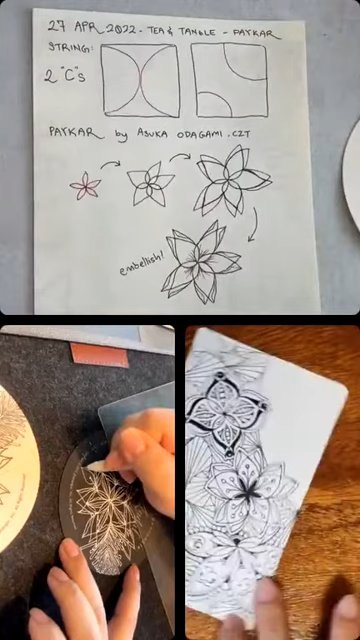 27 APR 2022 - TEA & TANGLE - PAYKAR
STRING:
2 "C"s
PAYKAR by ASUKA ODAGAMI, CZT
embellish!